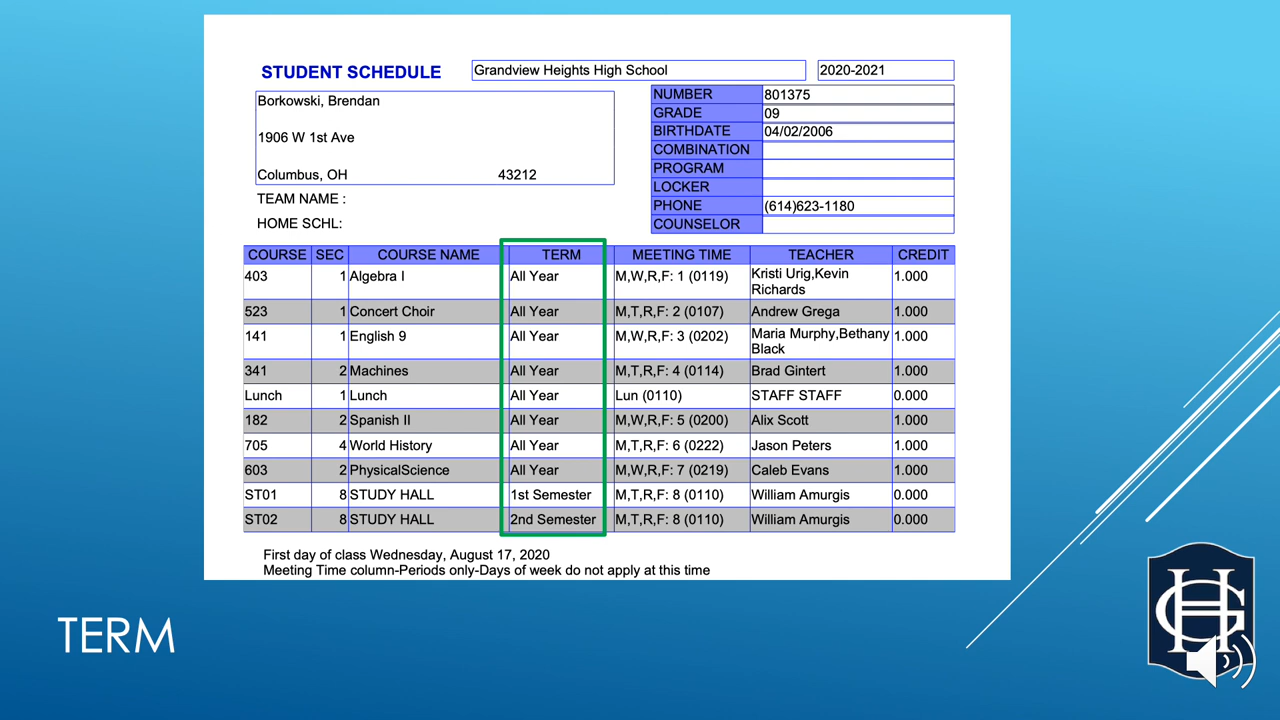 STUDENT SCHEDULE Grandview Heights High School 2020-2021
Borkowski, Brendan
1906 W 1st Ave
Columbus, OH 43212
TEAM NAME :
HOME SCHL:
NUMBER 801375
GRADE 09
BIRTHDATE 04/02/2006
COMBINATION
PROGRAM
LOCKER
PHONE (614)623-1180
COUNSELOR
COURSE SEC COURSE NAME TERM MEETING TIME TEACHER CREDIT
403 1 Algebra I All Year M,W,R,F: 1 (0119) Kristi Urig,Kevin Richards 1.000
523 1 Concert Choir All Year M,T,R,F: 2 (0107) Andrew Grega 1.000
141 1 English 9 All Year M,W,R,F: 3 (0202) Maria Murphy,Bethany Black 1.000
341 2 Machines All Year M,T,R,F: 4 (0114) Brad Gintert 1.000
Lunch 1 Lunch All Year Lun (0110) STAFF STAFF 0.000
182 2 Spanish II All Year M,W,R,F: 5 (0200) Alix Scott 1.000
705 4 World History All Year M,T,R,F: 6 (0222) Jason Peters 1.000
603 2 PhysicalScience All Year M,W,R,F: 7 (0219) Caleb Evans 1.000
ST01 8 STUDY HALL 1st Semester M,T,R,F: 8 (0110) William Amurgis 0.000
ST02 8 STUDY HALL 2nd Semester M,T,R,F: 8 (0110) William Amurgis 0.000
First day of class Wednesday, August 17, 2020
Meeting Time column-Periods only-Days of week do not apply at this time
TERM
GH